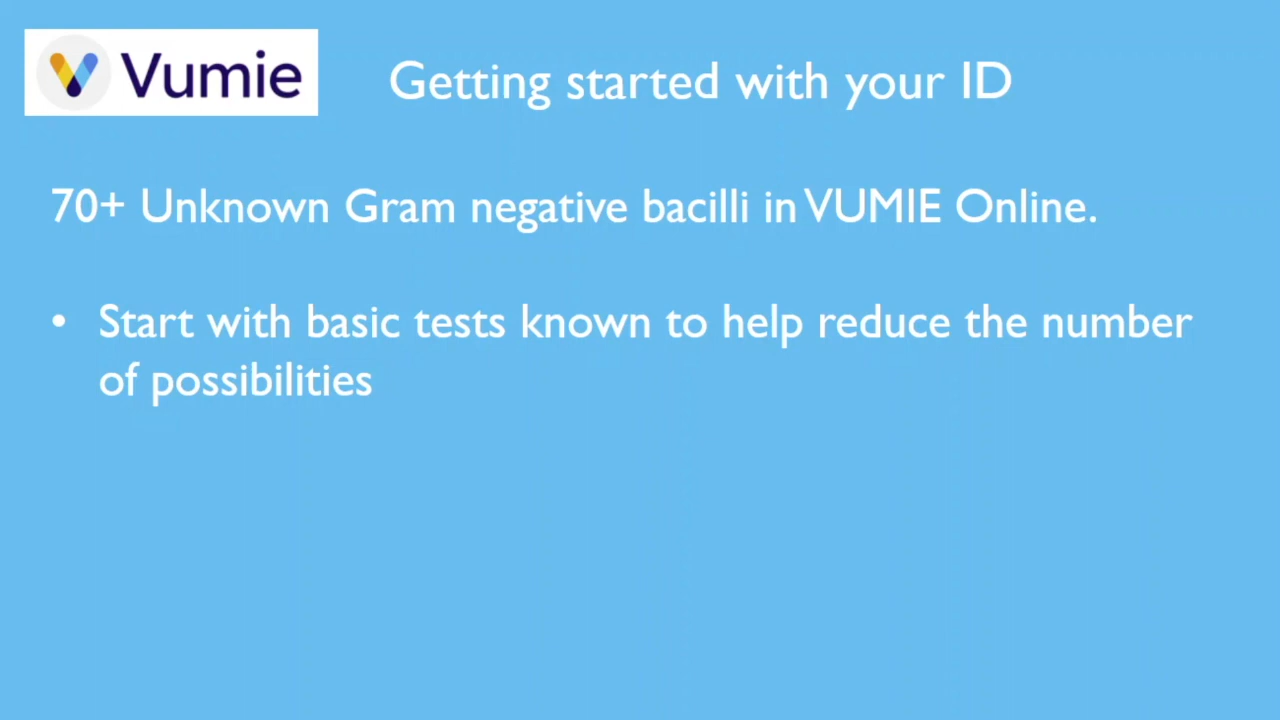 Vumie
Getting started with your ID
70+ Unknown Gram negative bacilli in VUMIE Online.
• Start with basic tests known to help reduce the number
of possibilities